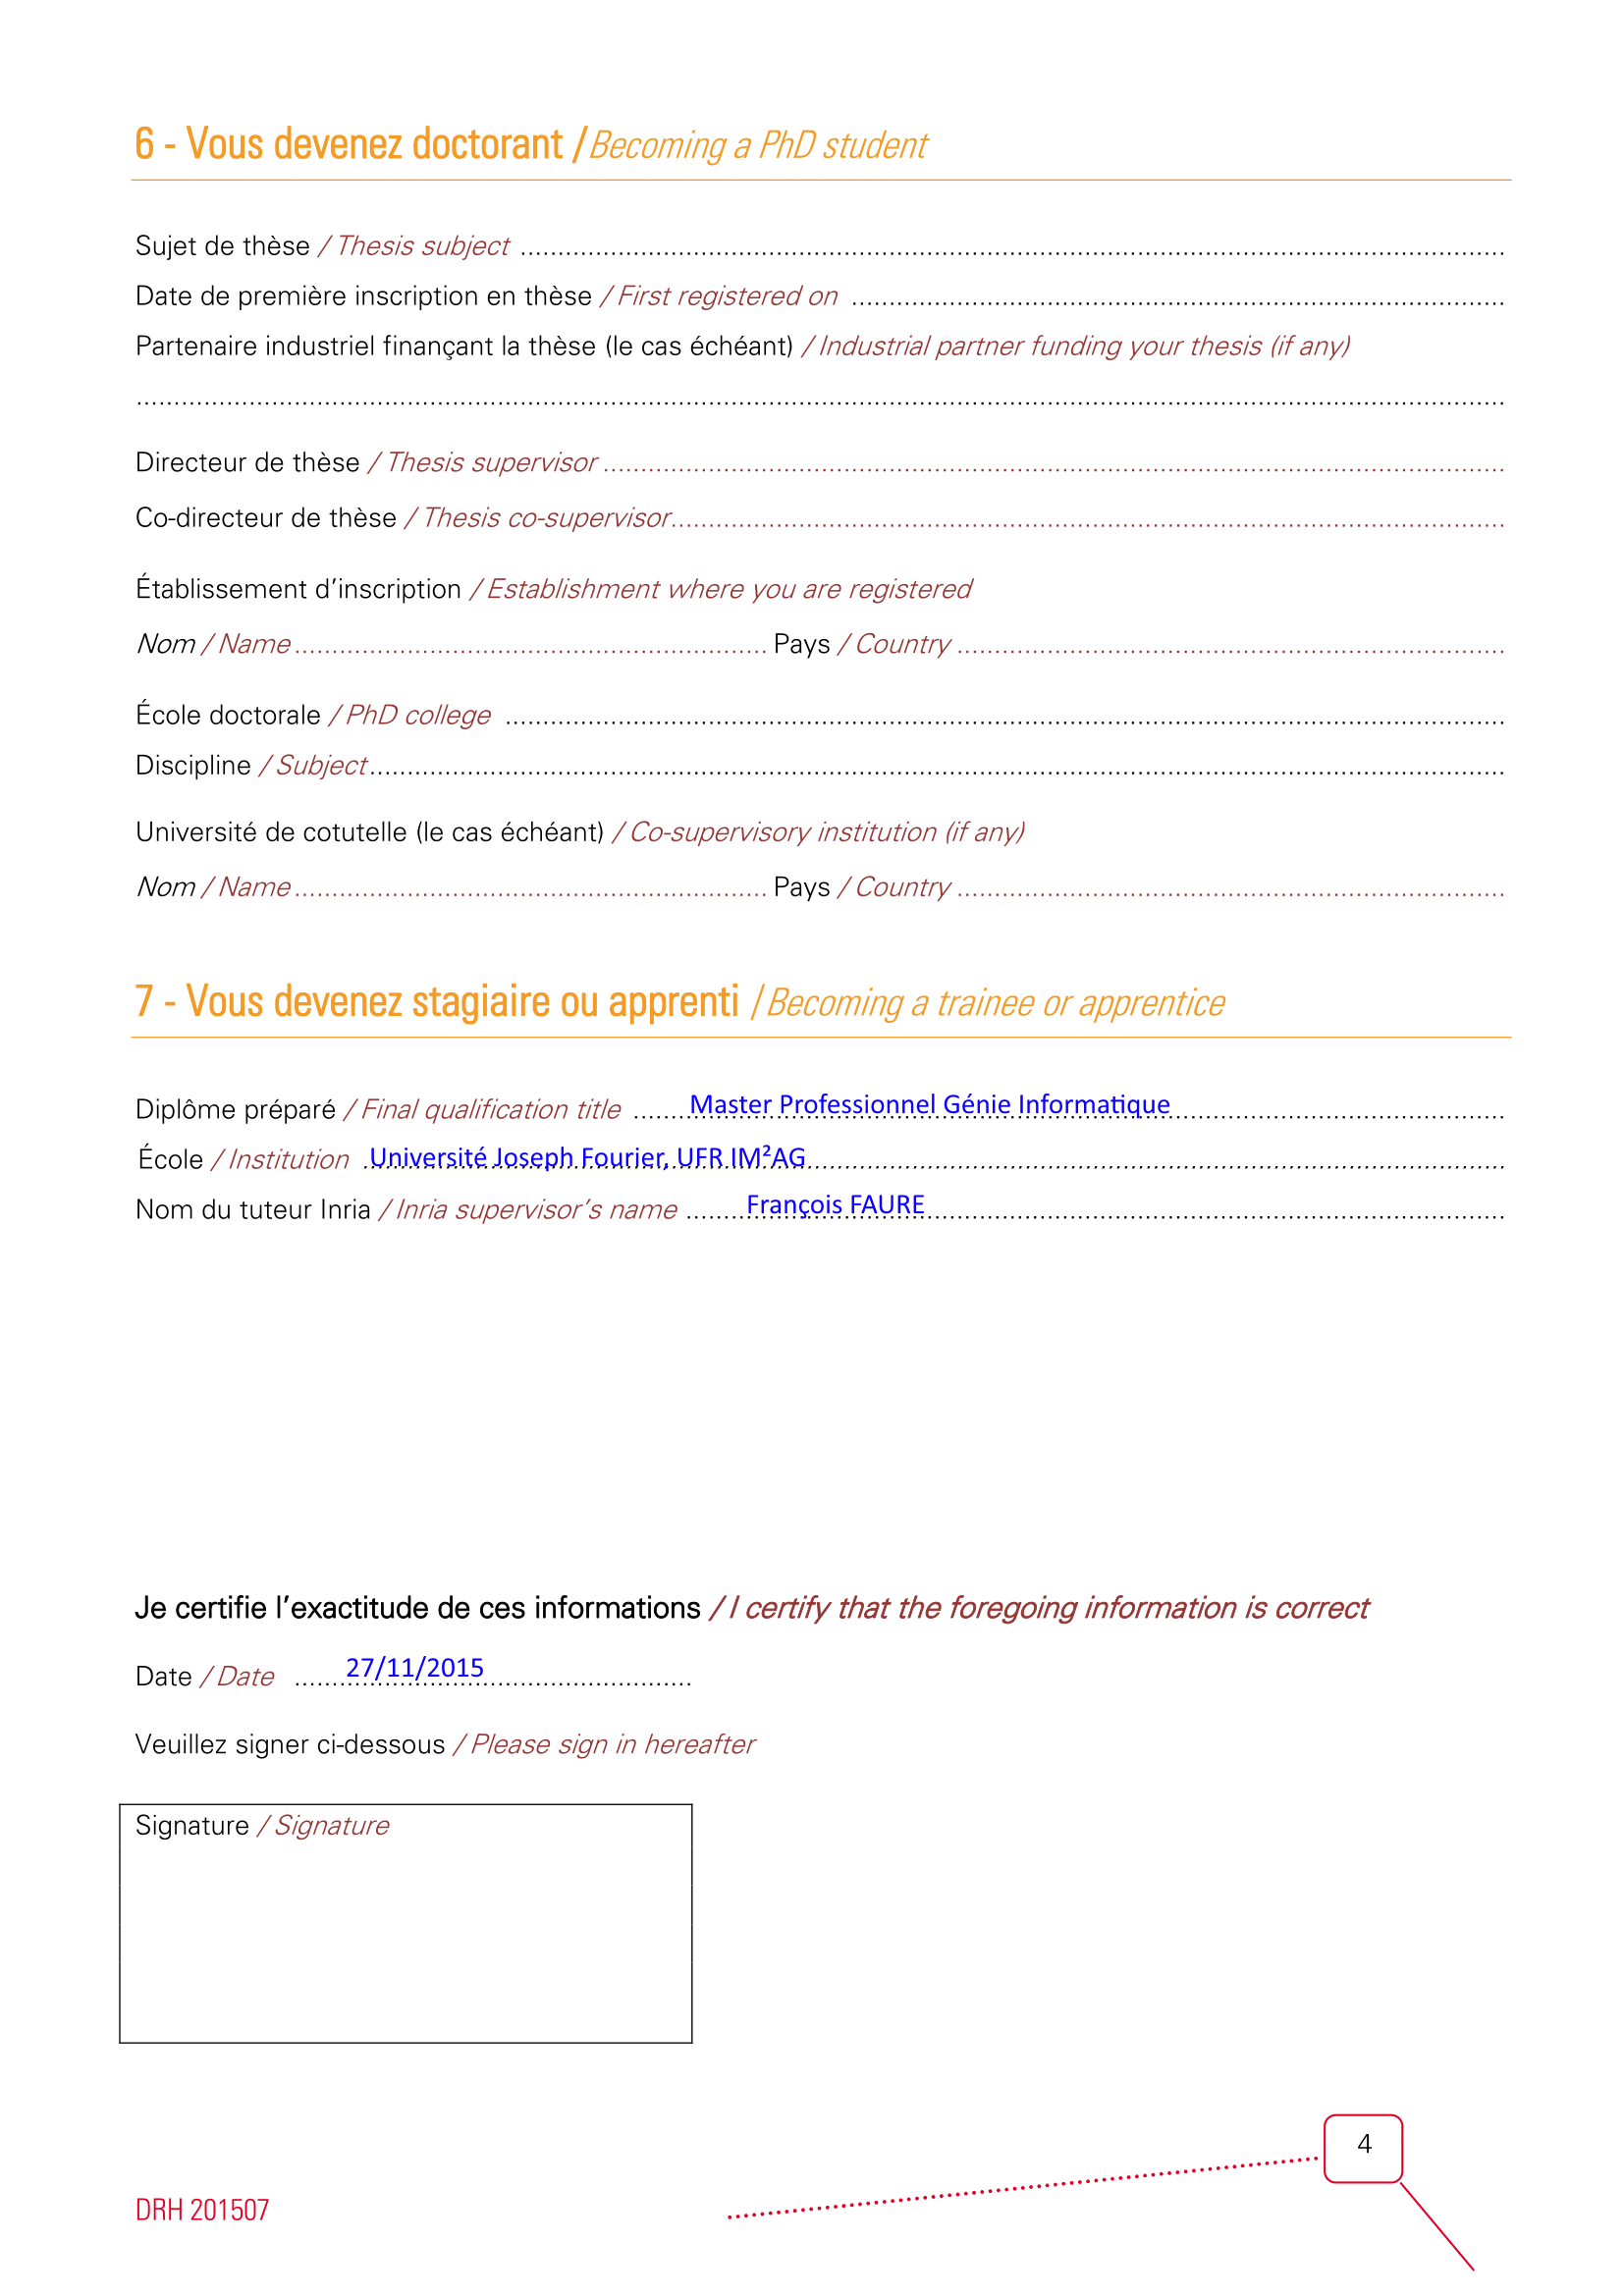 6 - Vous devenez doctorant / Becoming a PhD student
Sujet de thèse / Thesis subject ........................................
Date de première inscription en thèse / First registered on ........................................
Partenaire industriel finançant la thèse (le cas échéant) / Industrial partner funding your thesis (if any)
........................................
Directeur de thèse / Thesis supervisor ........................................
Co-directeur de thèse / Thesis co-supervisor ........................................
Établissement d’inscription / Establishment where you are registered
Nom / Name ........................................ Pays / Country ........................................
École doctorale / PhD college ........................................
Discipline / Subject ........................................
Université de cotutelle (le cas échéant) / Co-supervisory institution (if any)
Nom / Name ........................................ Pays / Country ........................................
7 - Vous devenez stagiaire ou apprenti / Becoming a trainee or apprentice
Diplôme préparé / Final qualification title Master Professionnel Génie Informatique
École / Institution Université Joseph Fourier, UFR IM²AG
Nom du tuteur Inria / Inria supervisor’s name François FAURE
Je certifie l’exactitude de ces informations / I certify that the foregoing information is correct
Date / Date 27/11/2015
Veuillez signer ci-dessous / Please sign in hereafter
Signature / Signature
4
DRH 201507